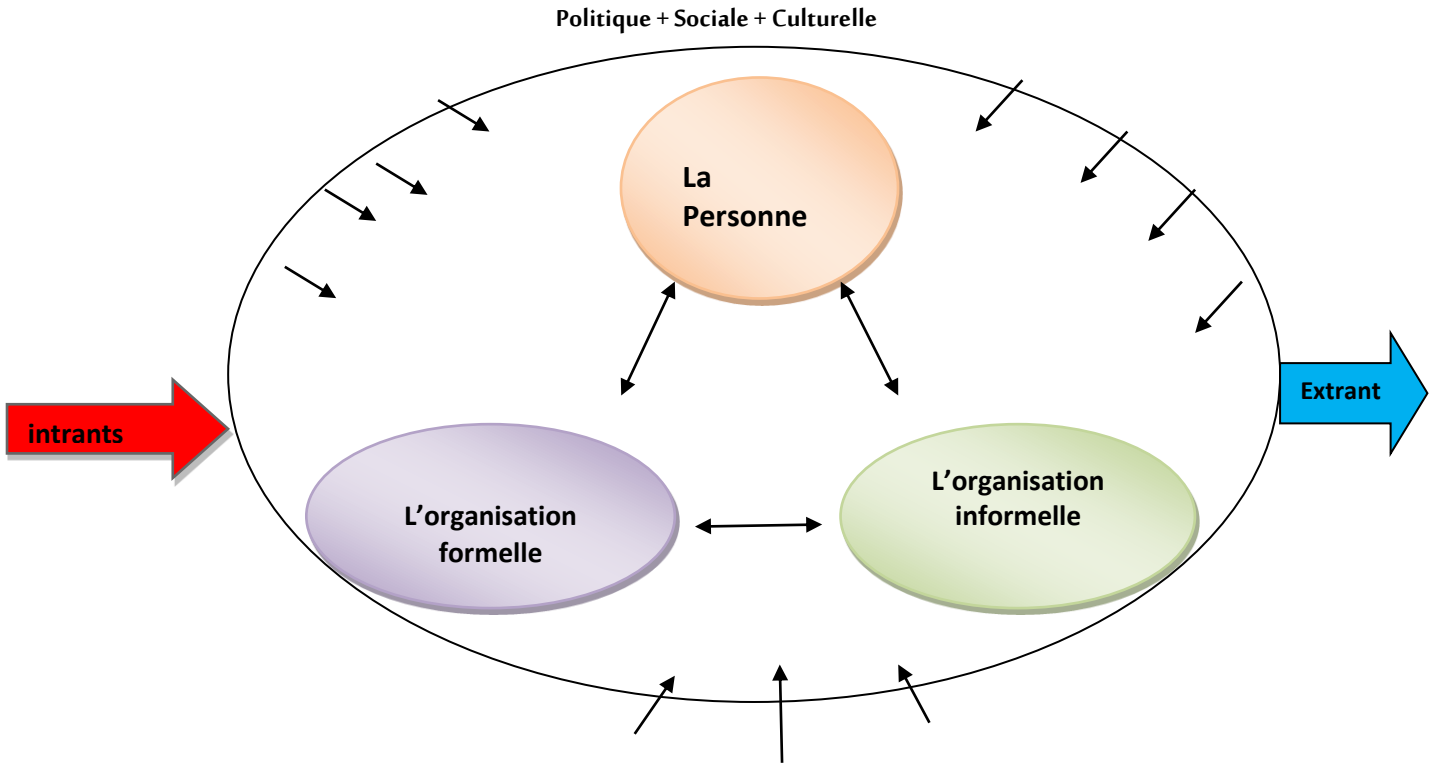 Politique + Sociale + Culturelle
La
Personne
intrants
Extrant
L’organisation
formelle
L’organisation
informelle